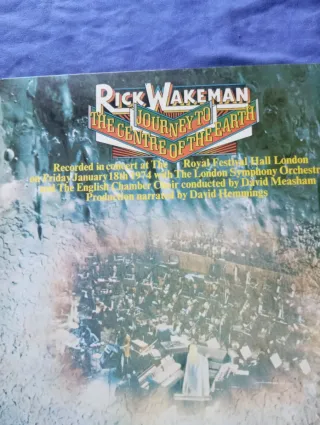 RICK WAKEMAN
JOURNEY TO
THE CENTRE OF THE EARTH
Recorded in concert at The Royal Festival Hall London
on Friday January 18th 1974 with The London Symphony Orchestr
and The English Chamber Choir conducted by David Measham
Production narrated by David Hemmings